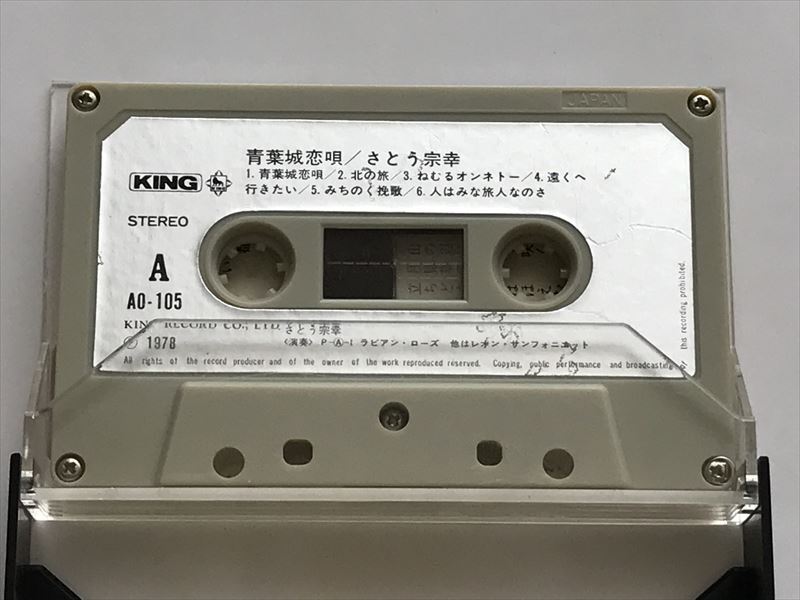 JAPAN
青葉城恋唄/さとう宗幸
KING
1. 青葉城恋唄/2. 北の旅/3. ねむるオンネトー/4. 遠くへ
行きたい/5. みちのく挽歌/6. 人はみな旅人なのさ
STEREO
A
AO-105
KING RECORD CO., LTD. さとう宗幸
Ⓟ 1978
〈演奏〉 P-Ⓐ-1 ラビアン・ローズ 他はレオン・サンフォニエット
All rights of the record producer and of the owner of the work reproduced reserved. Copying, public performance and broadcasting
of this recording prohibited.